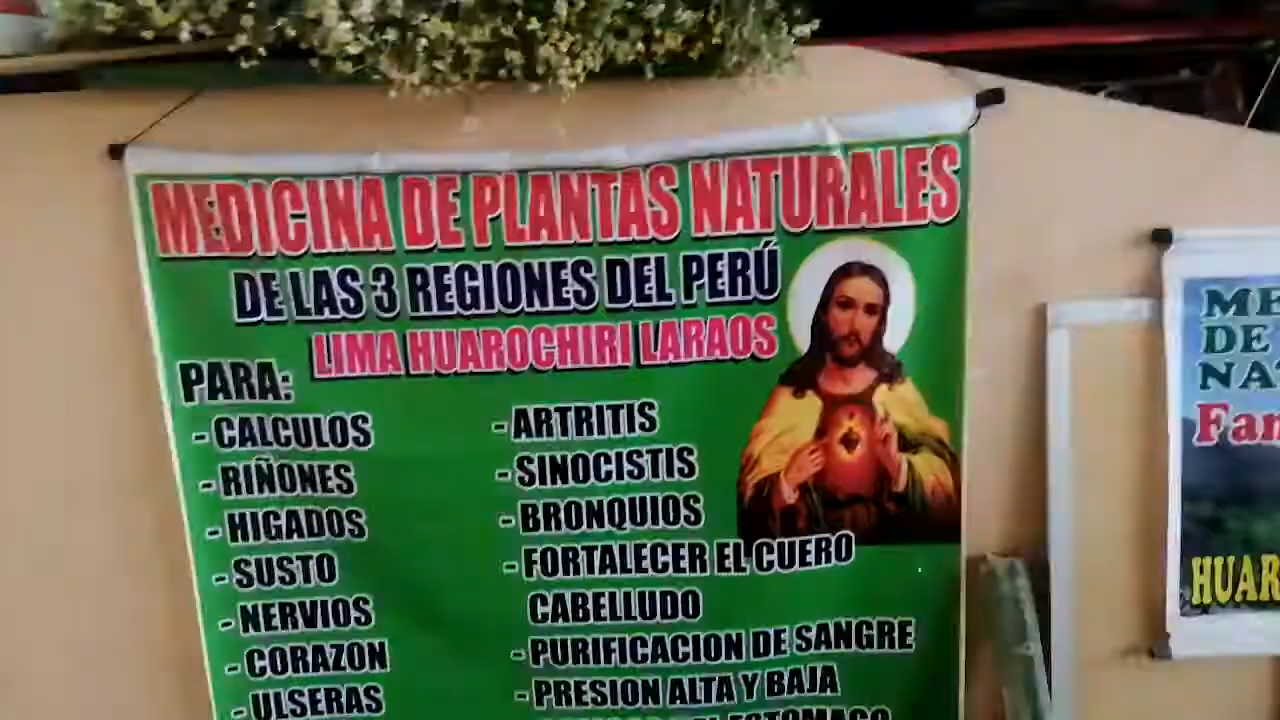 MEDICINA DE PLANTAS NATURALES
DE LAS 3 REGIONES DEL PERÚ
LIMA HUAROCHIRI LARAOS
PARA:
- CALCULOS
- RIÑONES
- HIGADOS
- SUSTO
- NERVIOS
- CORAZON
- ULSERAS
- ARTRITIS
- SINOCISTIS
- BRONQUIOS
- FORTALECER EL CUERO
CABELLUDO
- PURIFICACION DE SANGRE
- PRESION ALTA Y BAJA
ESTOMAGO
ME
DE
NA
Fam
HUAR